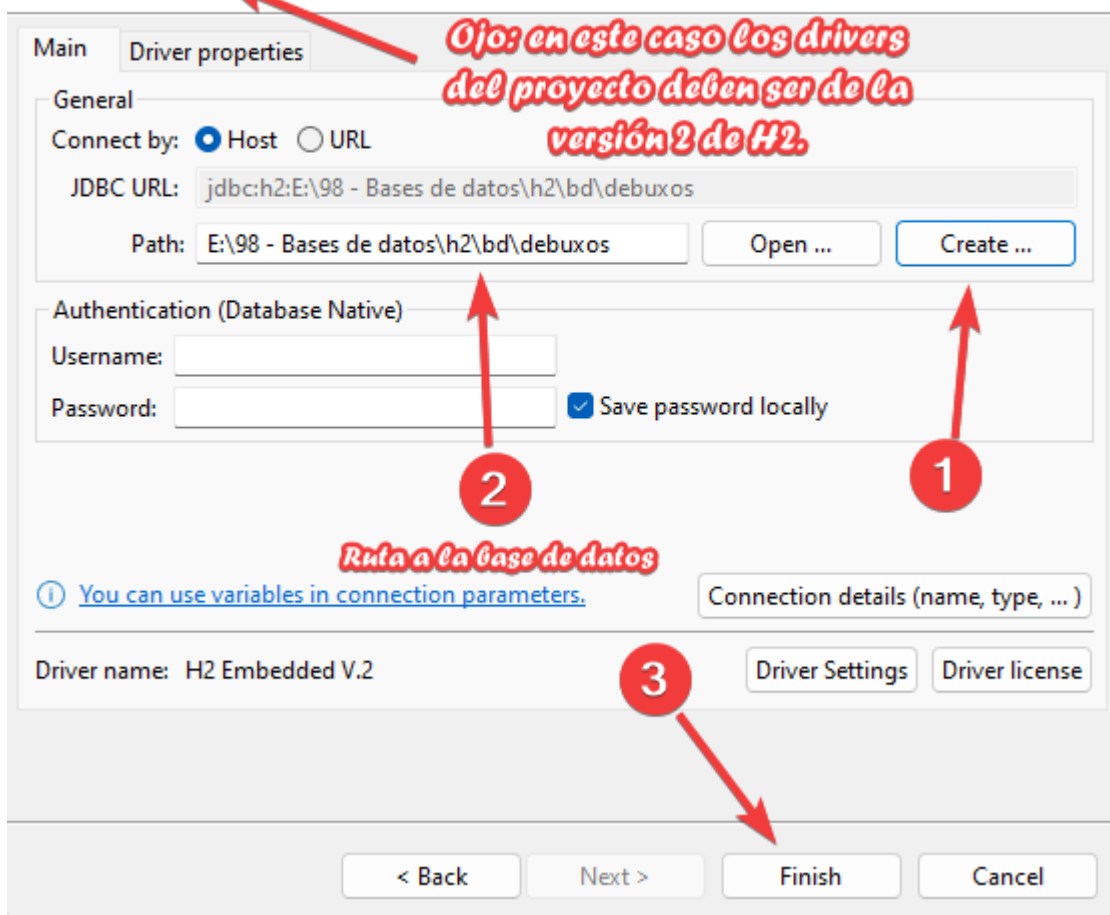 Main
Driver properties
Ojo: en este caso los drivers
del proyecto deben ser de la
versión 2 de H2.
General
Connect by: Host URL
JDBC URL: jdbc:h2:E:\98 - Bases de datos\h2\bd\debuxos
Path: E:\98 - Bases de datos\h2\bd\debuxos Open ... Create ...
Authentication (Database Native)
Username:
Password: Save password locally
2
1
Ruta a la base de datos
You can use variables in connection parameters. Connection details (name, type, ... )
Driver name: H2 Embedded V.2 3 Driver Settings Driver license
< Back Next > Finish Cancel